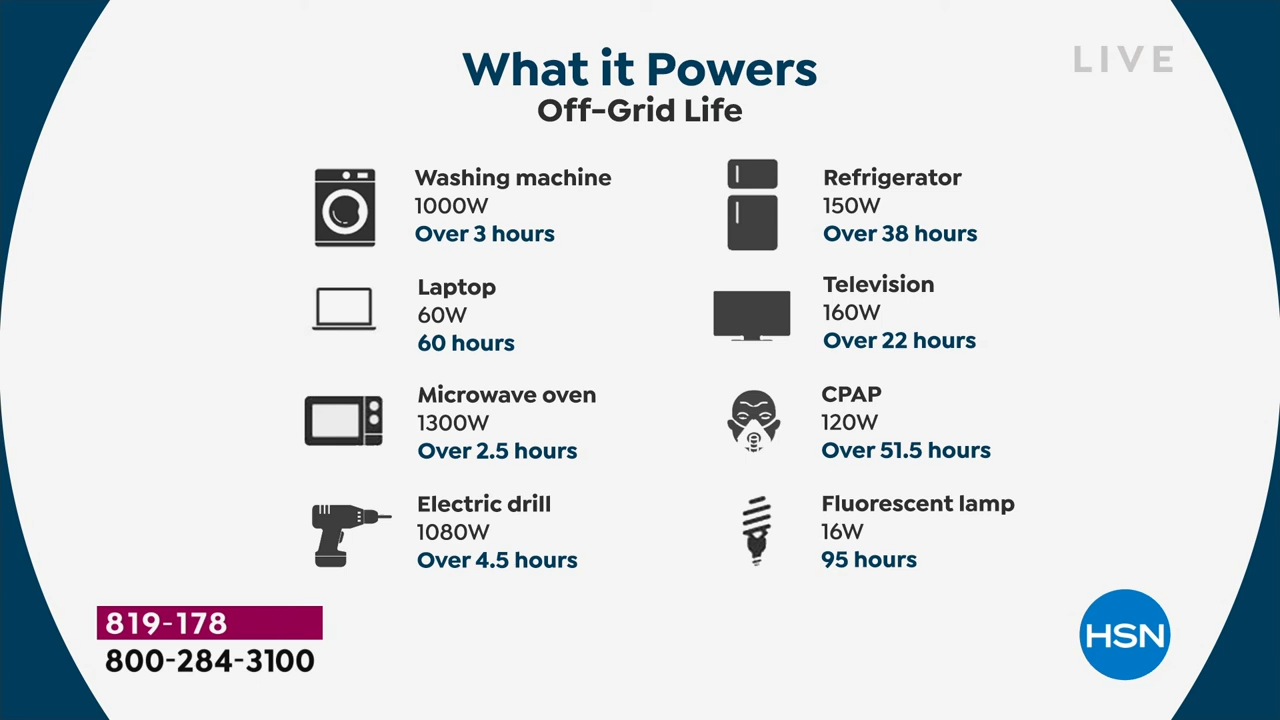 What it Powers
Off-Grid Life
LIVE
Washing machine
1000W
Over 3 hours
Refrigerator
150W
Over 38 hours
Laptop
60W
60 hours
Television
160W
Over 22 hours
Microwave oven
1300W
Over 2.5 hours
CPAP
120W
Over 51.5 hours
Electric drill
1080W
Over 4.5 hours
Fluorescent lamp
16W
95 hours
819-178
800-284-3100
HSN